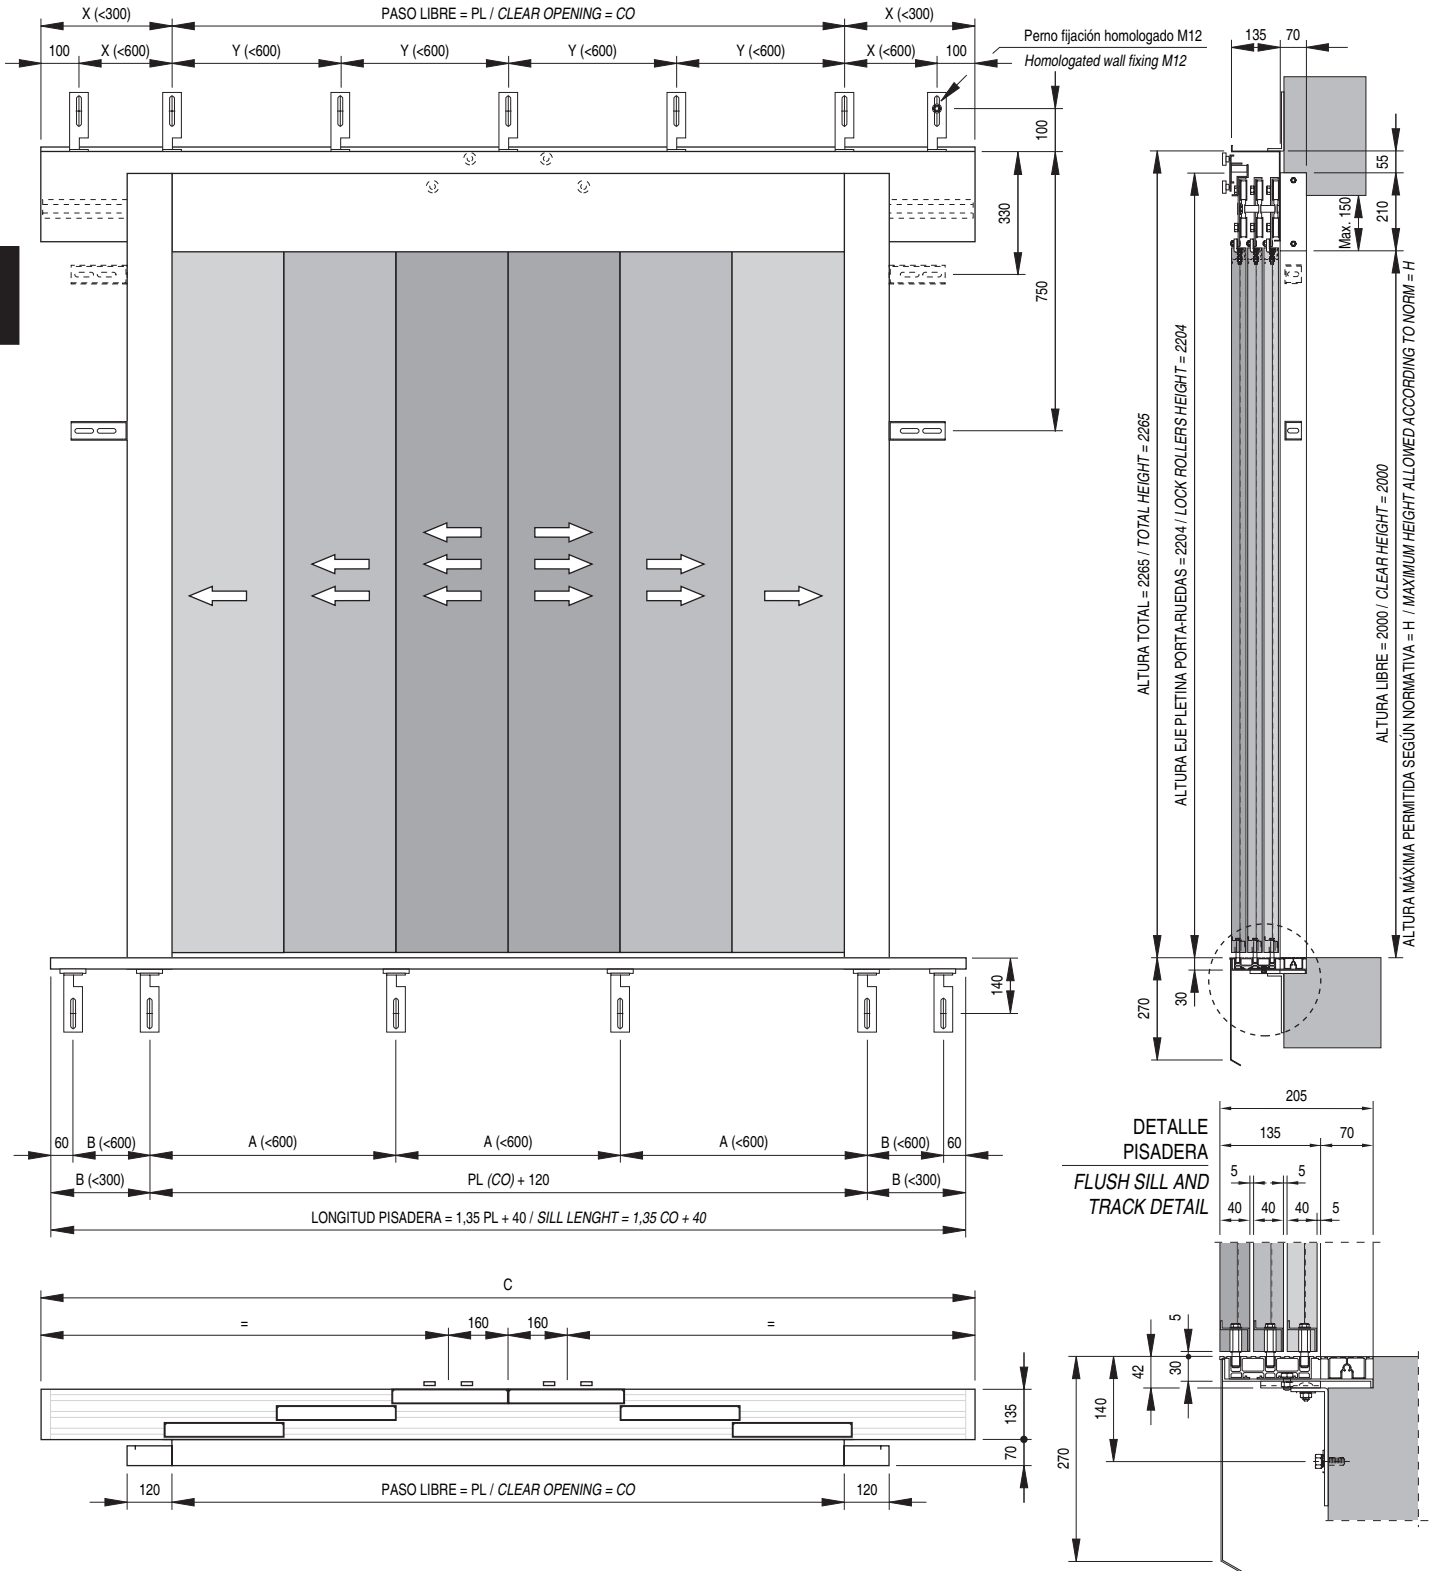 X (<300)
PASO LIBRE = PL / CLEAR OPENING = CO
X (<300)
100
X (<600)
Y (<600)
Y (<600)
Y (<600)
Y (<600)
X (<600)
100
Perno fijación homologado M12
Homologated wall fixing M12
135
70
100
330
750
55
210
Max. 150
ALTURA TOTAL = 2265 / TOTAL HEIGHT = 2265
ALTURA EJE PLETINA PORTA-RUEDAS = 2204 / LOCK ROLLERS HEIGHT = 2204
ALTURA LIBRE = 2000 / CLEAR HEIGHT = 2000
ALTURA MÁXIMA PERMITIDA SEGÚN NORMATIVA = H / MAXIMUM HEIGHT ALLOWED ACCORDING TO NORM = H
140
30
270
60
B (<600)
A (<600)
A (<600)
A (<600)
B (<600)
60
B (<300)
PL (CO) + 120
B (<300)
LONGITUD PISADERA = 1,35 PL + 40 / SILL LENGHT = 1,35 CO + 40
DETALLE
PISADERA
FLUSH SILL AND
TRACK DETAIL
205
135
70
5
5
40
40
40
5
5
42
30
140
270
C
=
160
160
=
135
70
120
PASO LIBRE = PL / CLEAR OPENING = CO
120